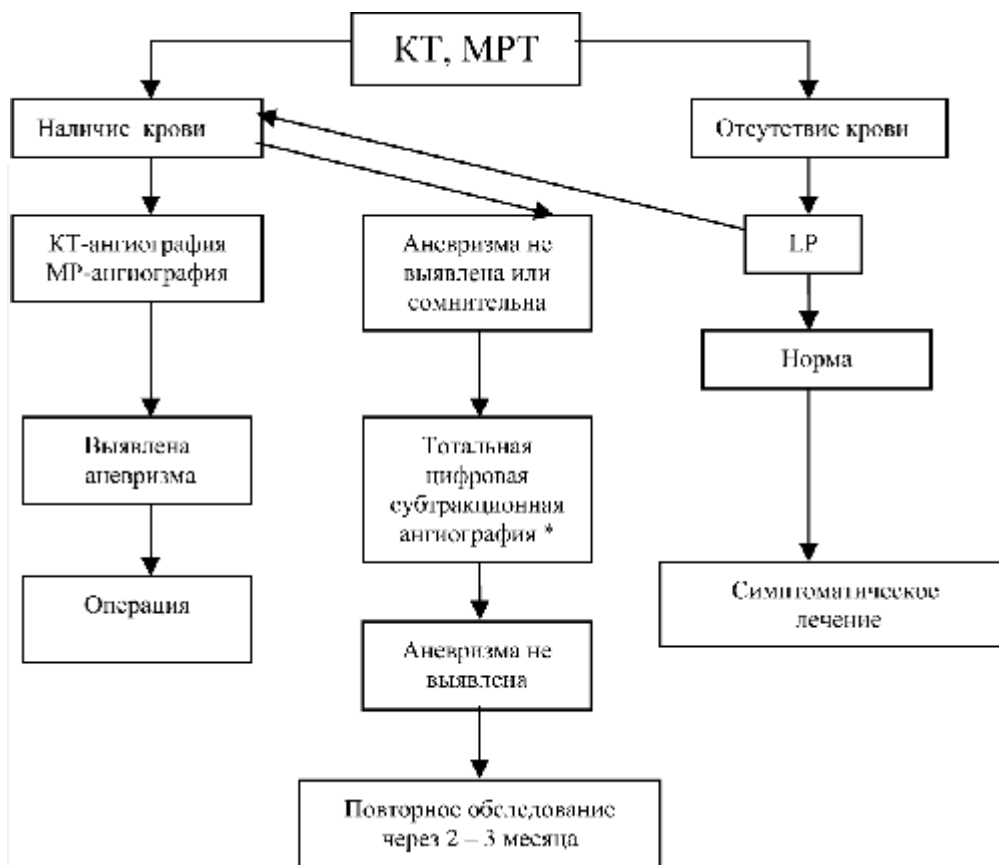 КТ, МРТ
Наличие крови
Отсутствие крови
КТ-ангиография
МР-ангиография
Аневризма не
выявлена или
сомнительна
LP
Норма
Выявлена
аневризма
Тотальная
цифровая
субтракционная
ангиография *
Операция
Симптоматическое
лечение
Аневризма не
выявлена
Повторное обследование
через 2 – 3 месяца